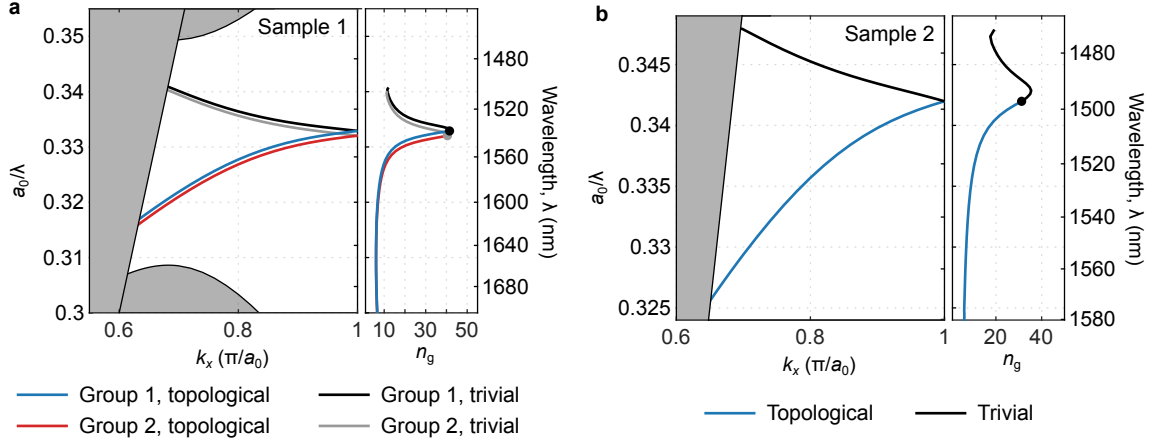 a
Sample 1
0.35
0.34
0.33
0.32
0.31
0.3
a₀/λ
0.6
0.8
1
kₓ (π/a₀)
10
30
50
n_g
1480
1520
1560
1600
1640
1680
Wavelength, λ (nm)
Group 1, topological
Group 1, trivial
Group 2, topological
Group 2, trivial
b
Sample 2
0.345
0.34
0.335
0.33
0.325
a₀/λ
0.6
0.8
1
kₓ (π/a₀)
20
40
n_g
1480
1500
1520
1540
1560
1580
Wavelength, λ (nm)
Topological
Trivial